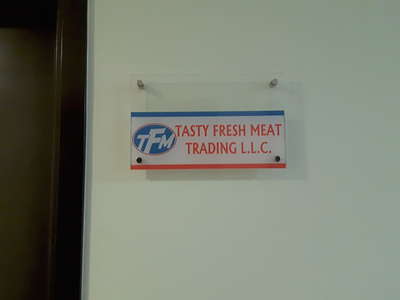 TFM
TASTY FRESH MEAT
TRADING L.L.C.